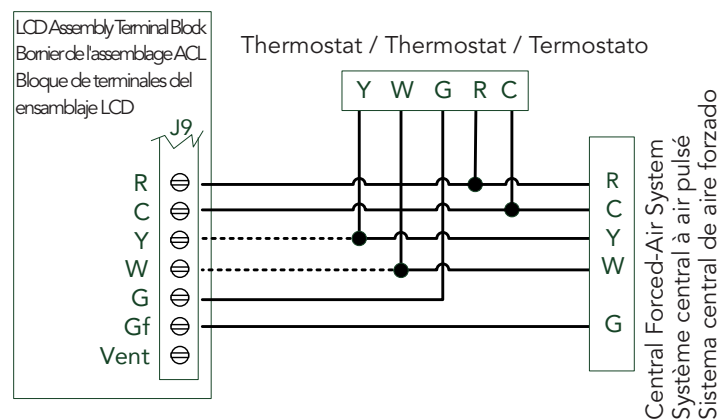 LCD Assembly Terminal Block
Bornier de l'assemblage ACL
Bloque de terminales del
ensamblaje LCD
J9
R
C
Y
W
G
Gf
Vent
Thermostat / Thermostat / Termostato
Y W G R C
R
C
Y
W
G
Central Forced-Air System
Système central à air pulsé
Sistema central de aire forzado